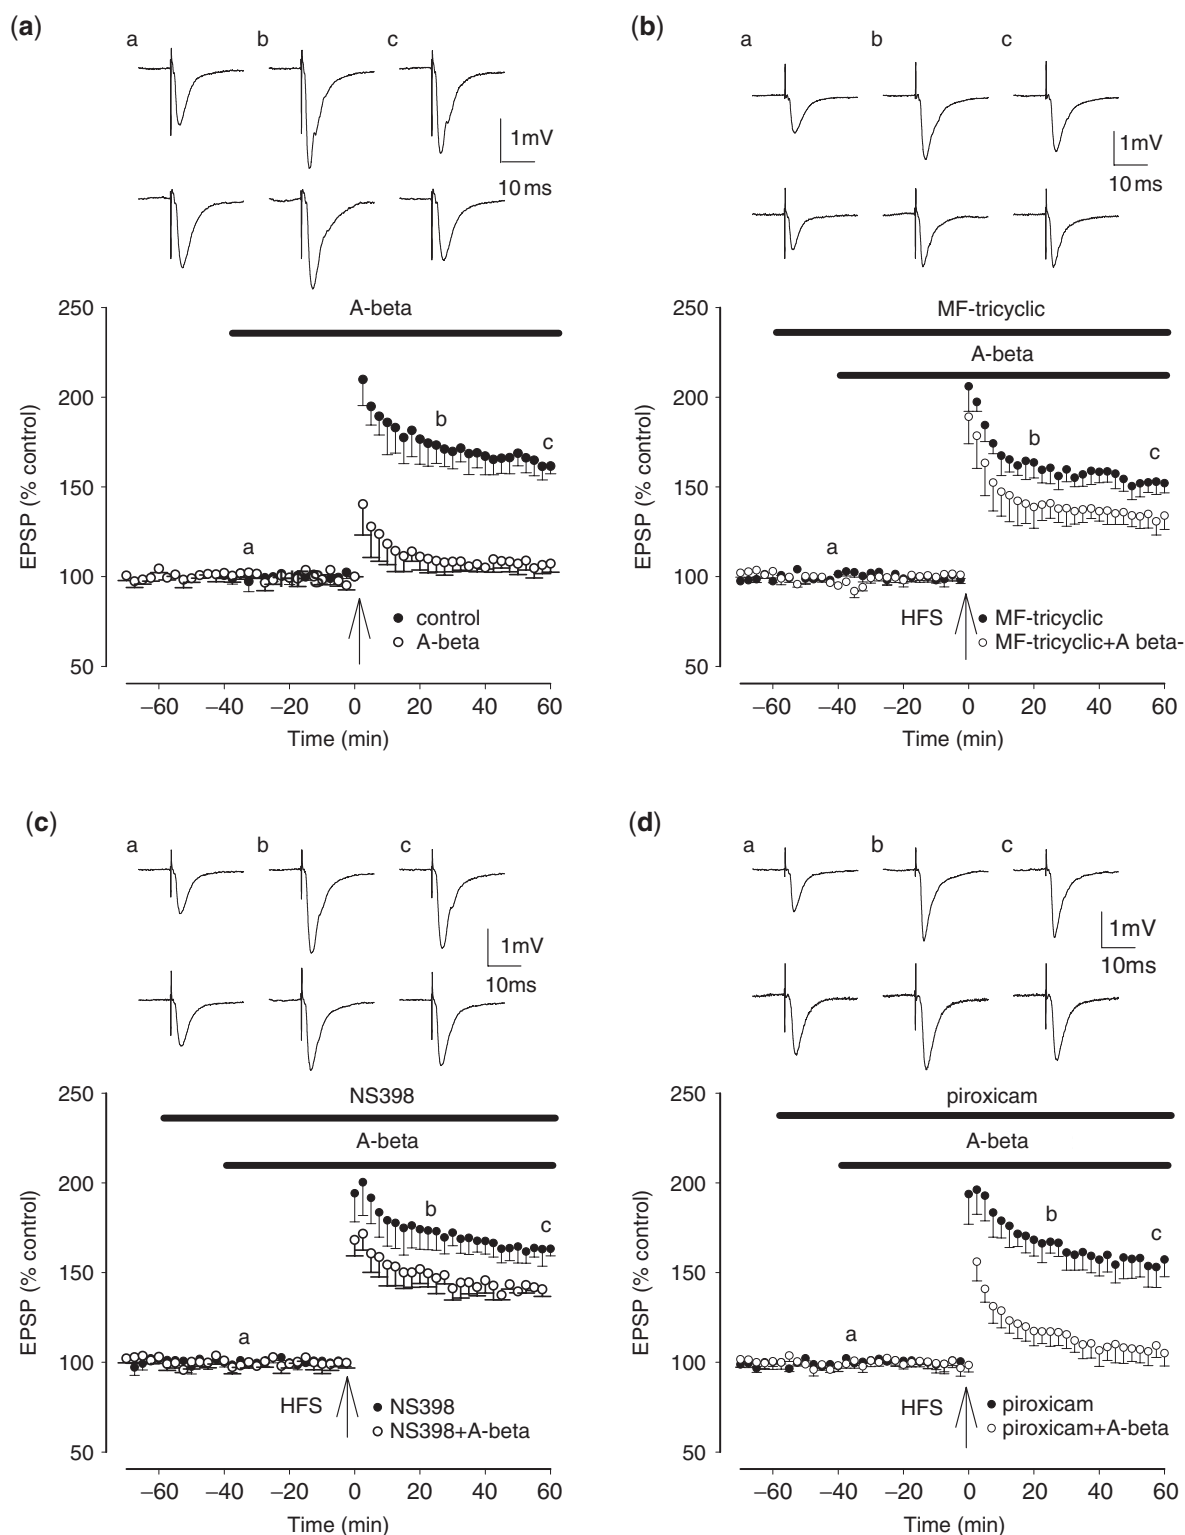 (a)
a b c
1mV
10 ms
A-beta
250
200
150
100
50
EPSP (% control)
b
c
a
control
A-beta
−60 −40 −20 0 20 40 60
Time (min)
(b)
a b c
1mV
10 ms
MF-tricyclic
A-beta
250
200
150
100
50
EPSP (% control)
b
c
a
HFS
MF-tricyclic
MF-tricyclic+A beta-
−60 −40 −20 0 20 40 60
Time (min)
(c)
a b c
1mV
10ms
NS398
A-beta
250
200
150
100
50
EPSP (% control)
b
c
a
HFS
NS398
NS398+A-beta
−60 −40 −20 0 20 40 60
Time (min)
(d)
a b c
1mV
10ms
piroxicam
A-beta
250
200
150
100
50
EPSP (% control)
b
c
a
HFS
piroxicam
piroxicam+A-beta
−60 −40 −20 0 20 40 60
Time (min)